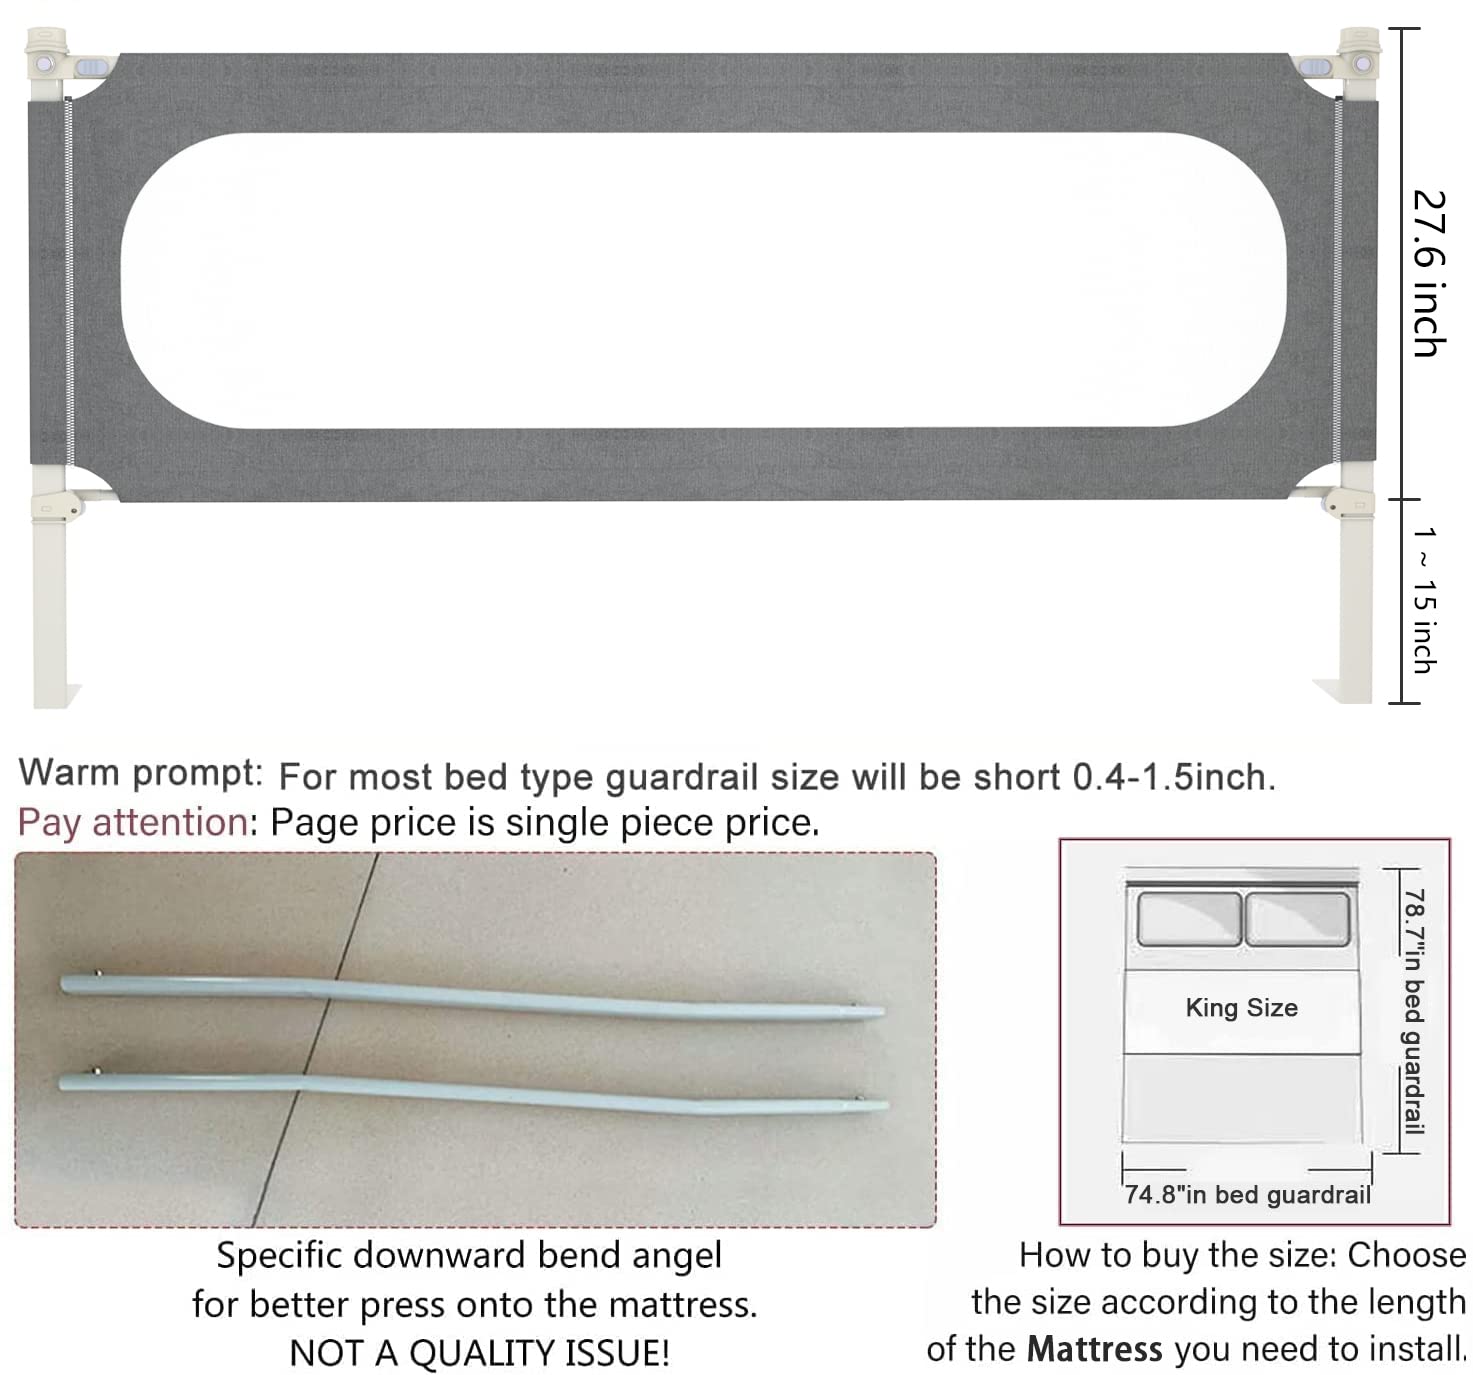 27.6 inch
1 ~ 15 inch
Warm prompt: For most bed type guardrail size will be short 0.4-1.5inch.
Pay attention: Page price is single piece price.
Specific downward bend angel
for better press onto the mattress.
NOT A QUALITY ISSUE!
King Size
78.7"in bed guardrail
74.8"in bed guardrail
How to buy the size: Choose
the size according to the length
of the Mattress you need to install.